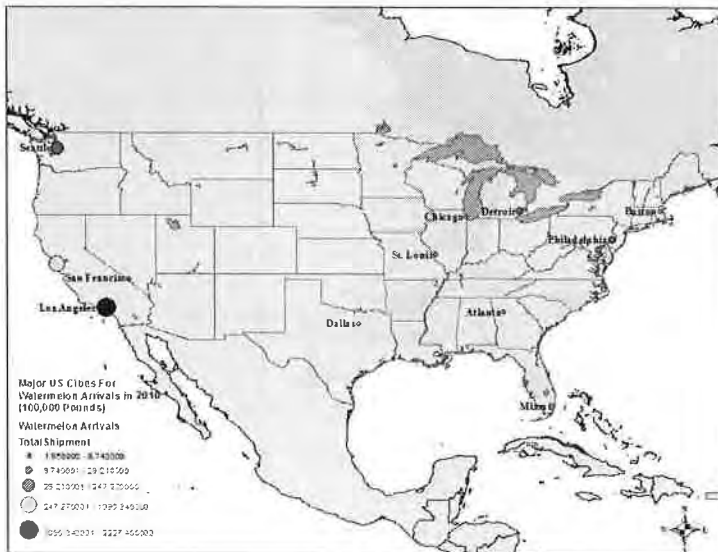 Seattle
Chicago
Detroit
Boston
Philadelphia
St. Louis
San Francisco
Los Angeles
Atlanta
Dallas
Miami
Major US Cities For
Watermelon Arrivals in 2010
(100,000 Pounds)
Watermelon Arrivals
Total Shipment
N
E
S